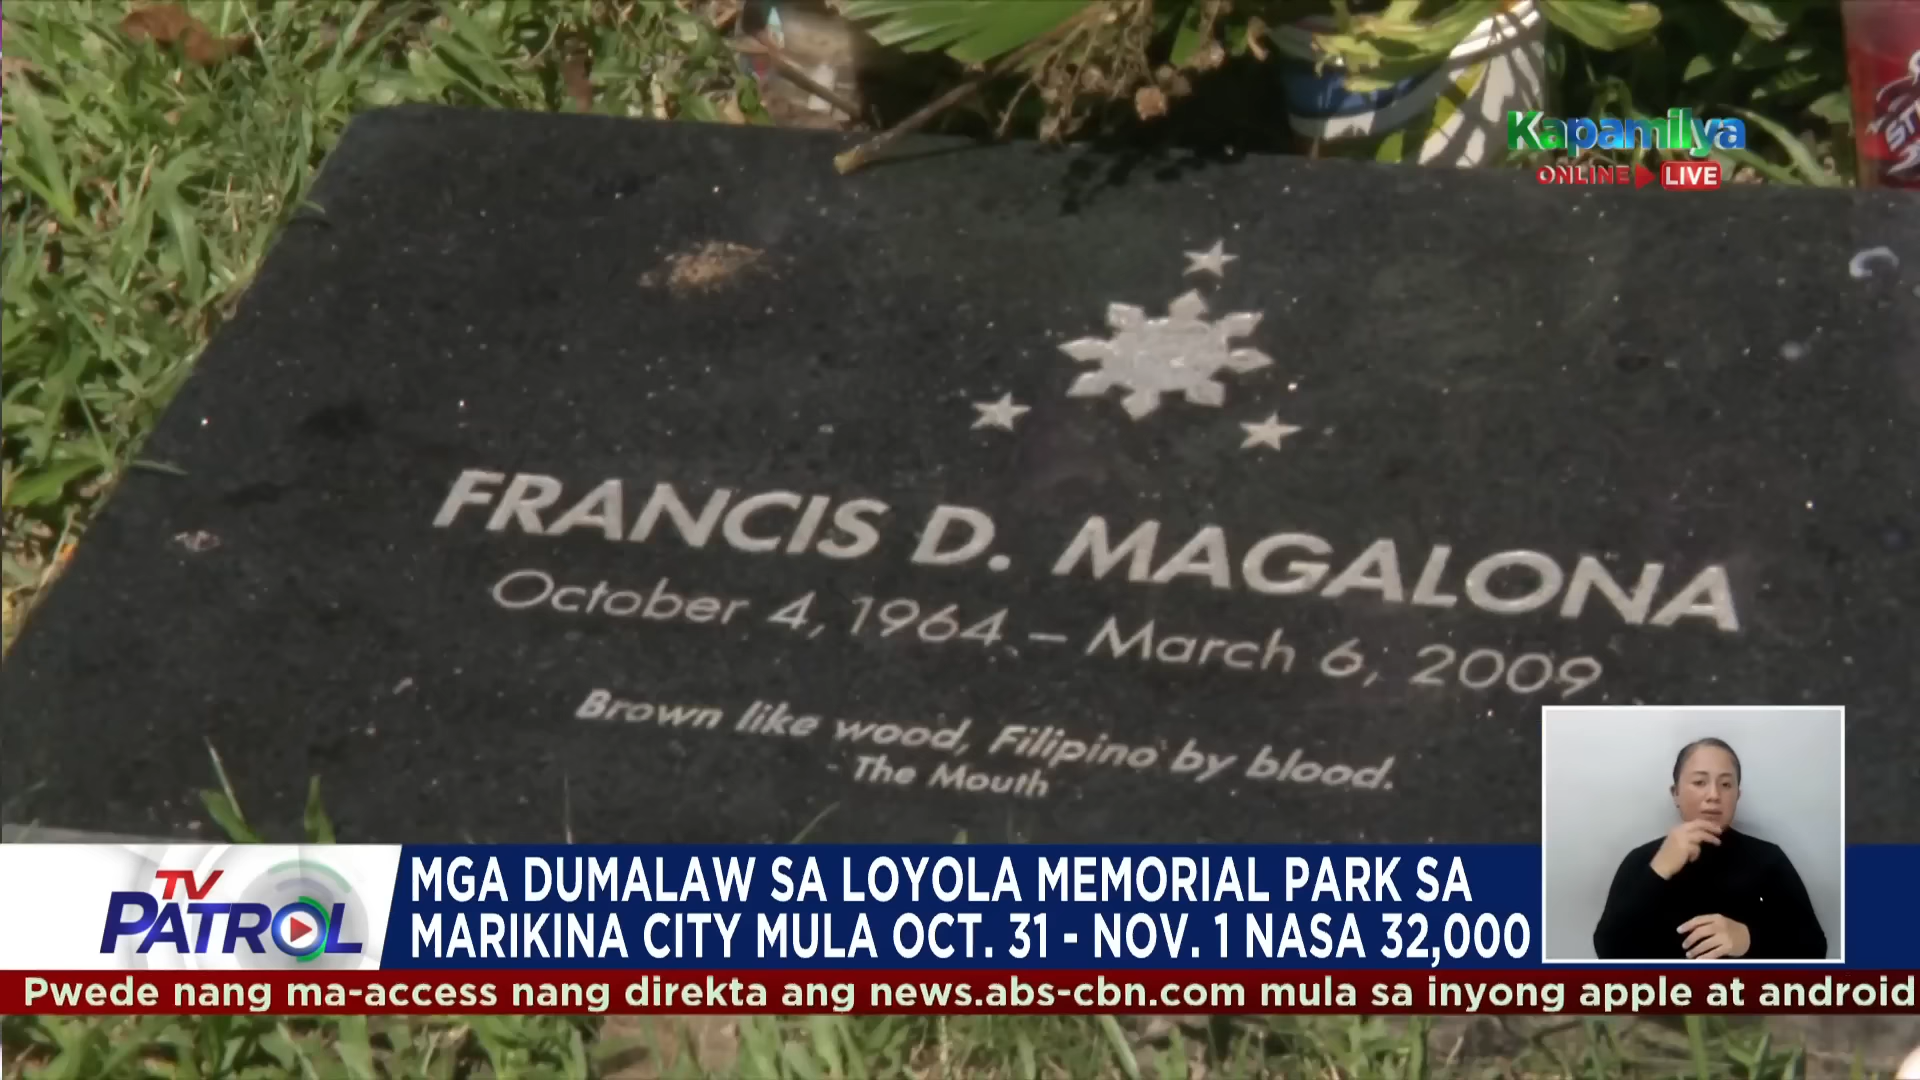 Kapamilya
ONLINE LIVE
FRANCIS D. MAGALONA
October 4, 1964 – March 6, 2009
Brown like wood, Filipino by blood.
- The Mouth
TV PATROL
MGA DUMALAW SA LOYOLA MEMORIAL PARK SA
MARIKINA CITY MULA OCT. 31 - NOV. 1 NASA 32,000
Pwede nang ma-access nang direkta ang news.abs-cbn.com mula sa inyong apple at android